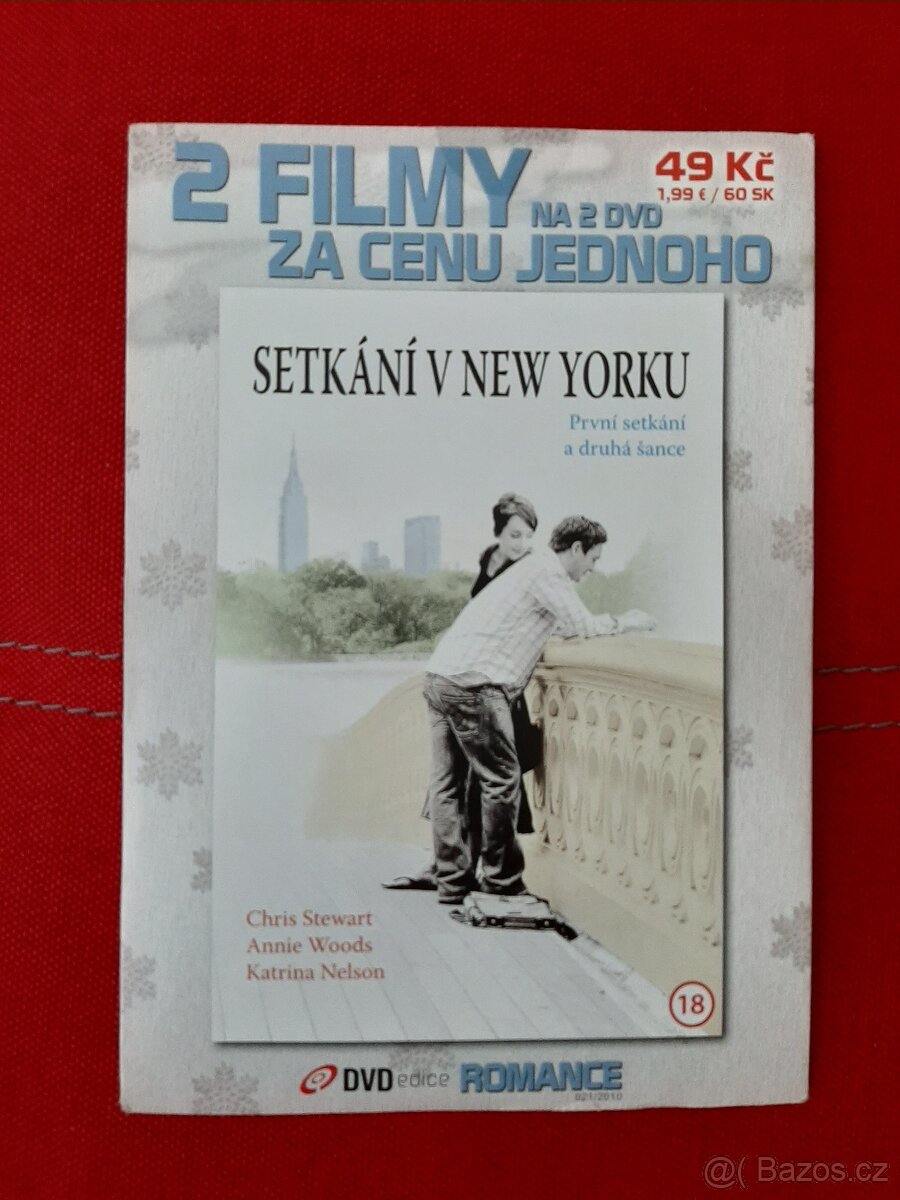 2 FILMY
NA 2 DVD
ZA CENU JEDNOHO
49 Kč
1,99 € / 60 SK
SETKÁNÍ V NEW YORKU
První setkání
a druhá šance
Chris Stewart
Annie Woods
Katrina Nelson
18
DVD edice ROMANCE
021/2010
@( Bazos.cz